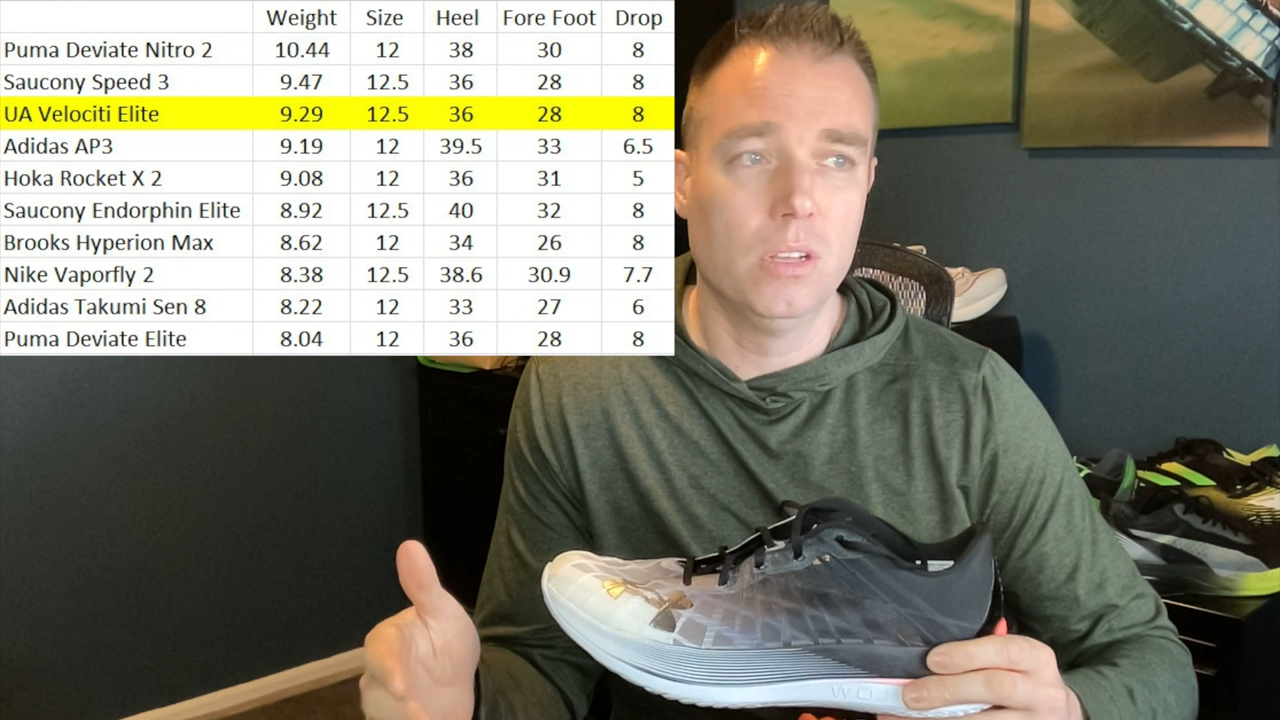 Weight Size Heel Fore Foot Drop
Puma Deviate Nitro 2 10.44 12 38 30 8
Saucony Speed 3 9.47 12.5 36 28 8
UA Velociti Elite 9.29 12.5 36 28 8
Adidas AP3 9.19 12 39.5 33 6.5
Hoka Rocket X 2 9.08 12 36 31 5
Saucony Endorphin Elite 8.92 12.5 40 32 8
Brooks Hyperion Max 8.62 12 34 26 8
Nike Vaporfly 2 8.38 12.5 38.6 30.9 7.7
Adidas Takumi Sen 8 8.22 12 33 27 6
Puma Deviate Elite 8.04 12 36 28 8